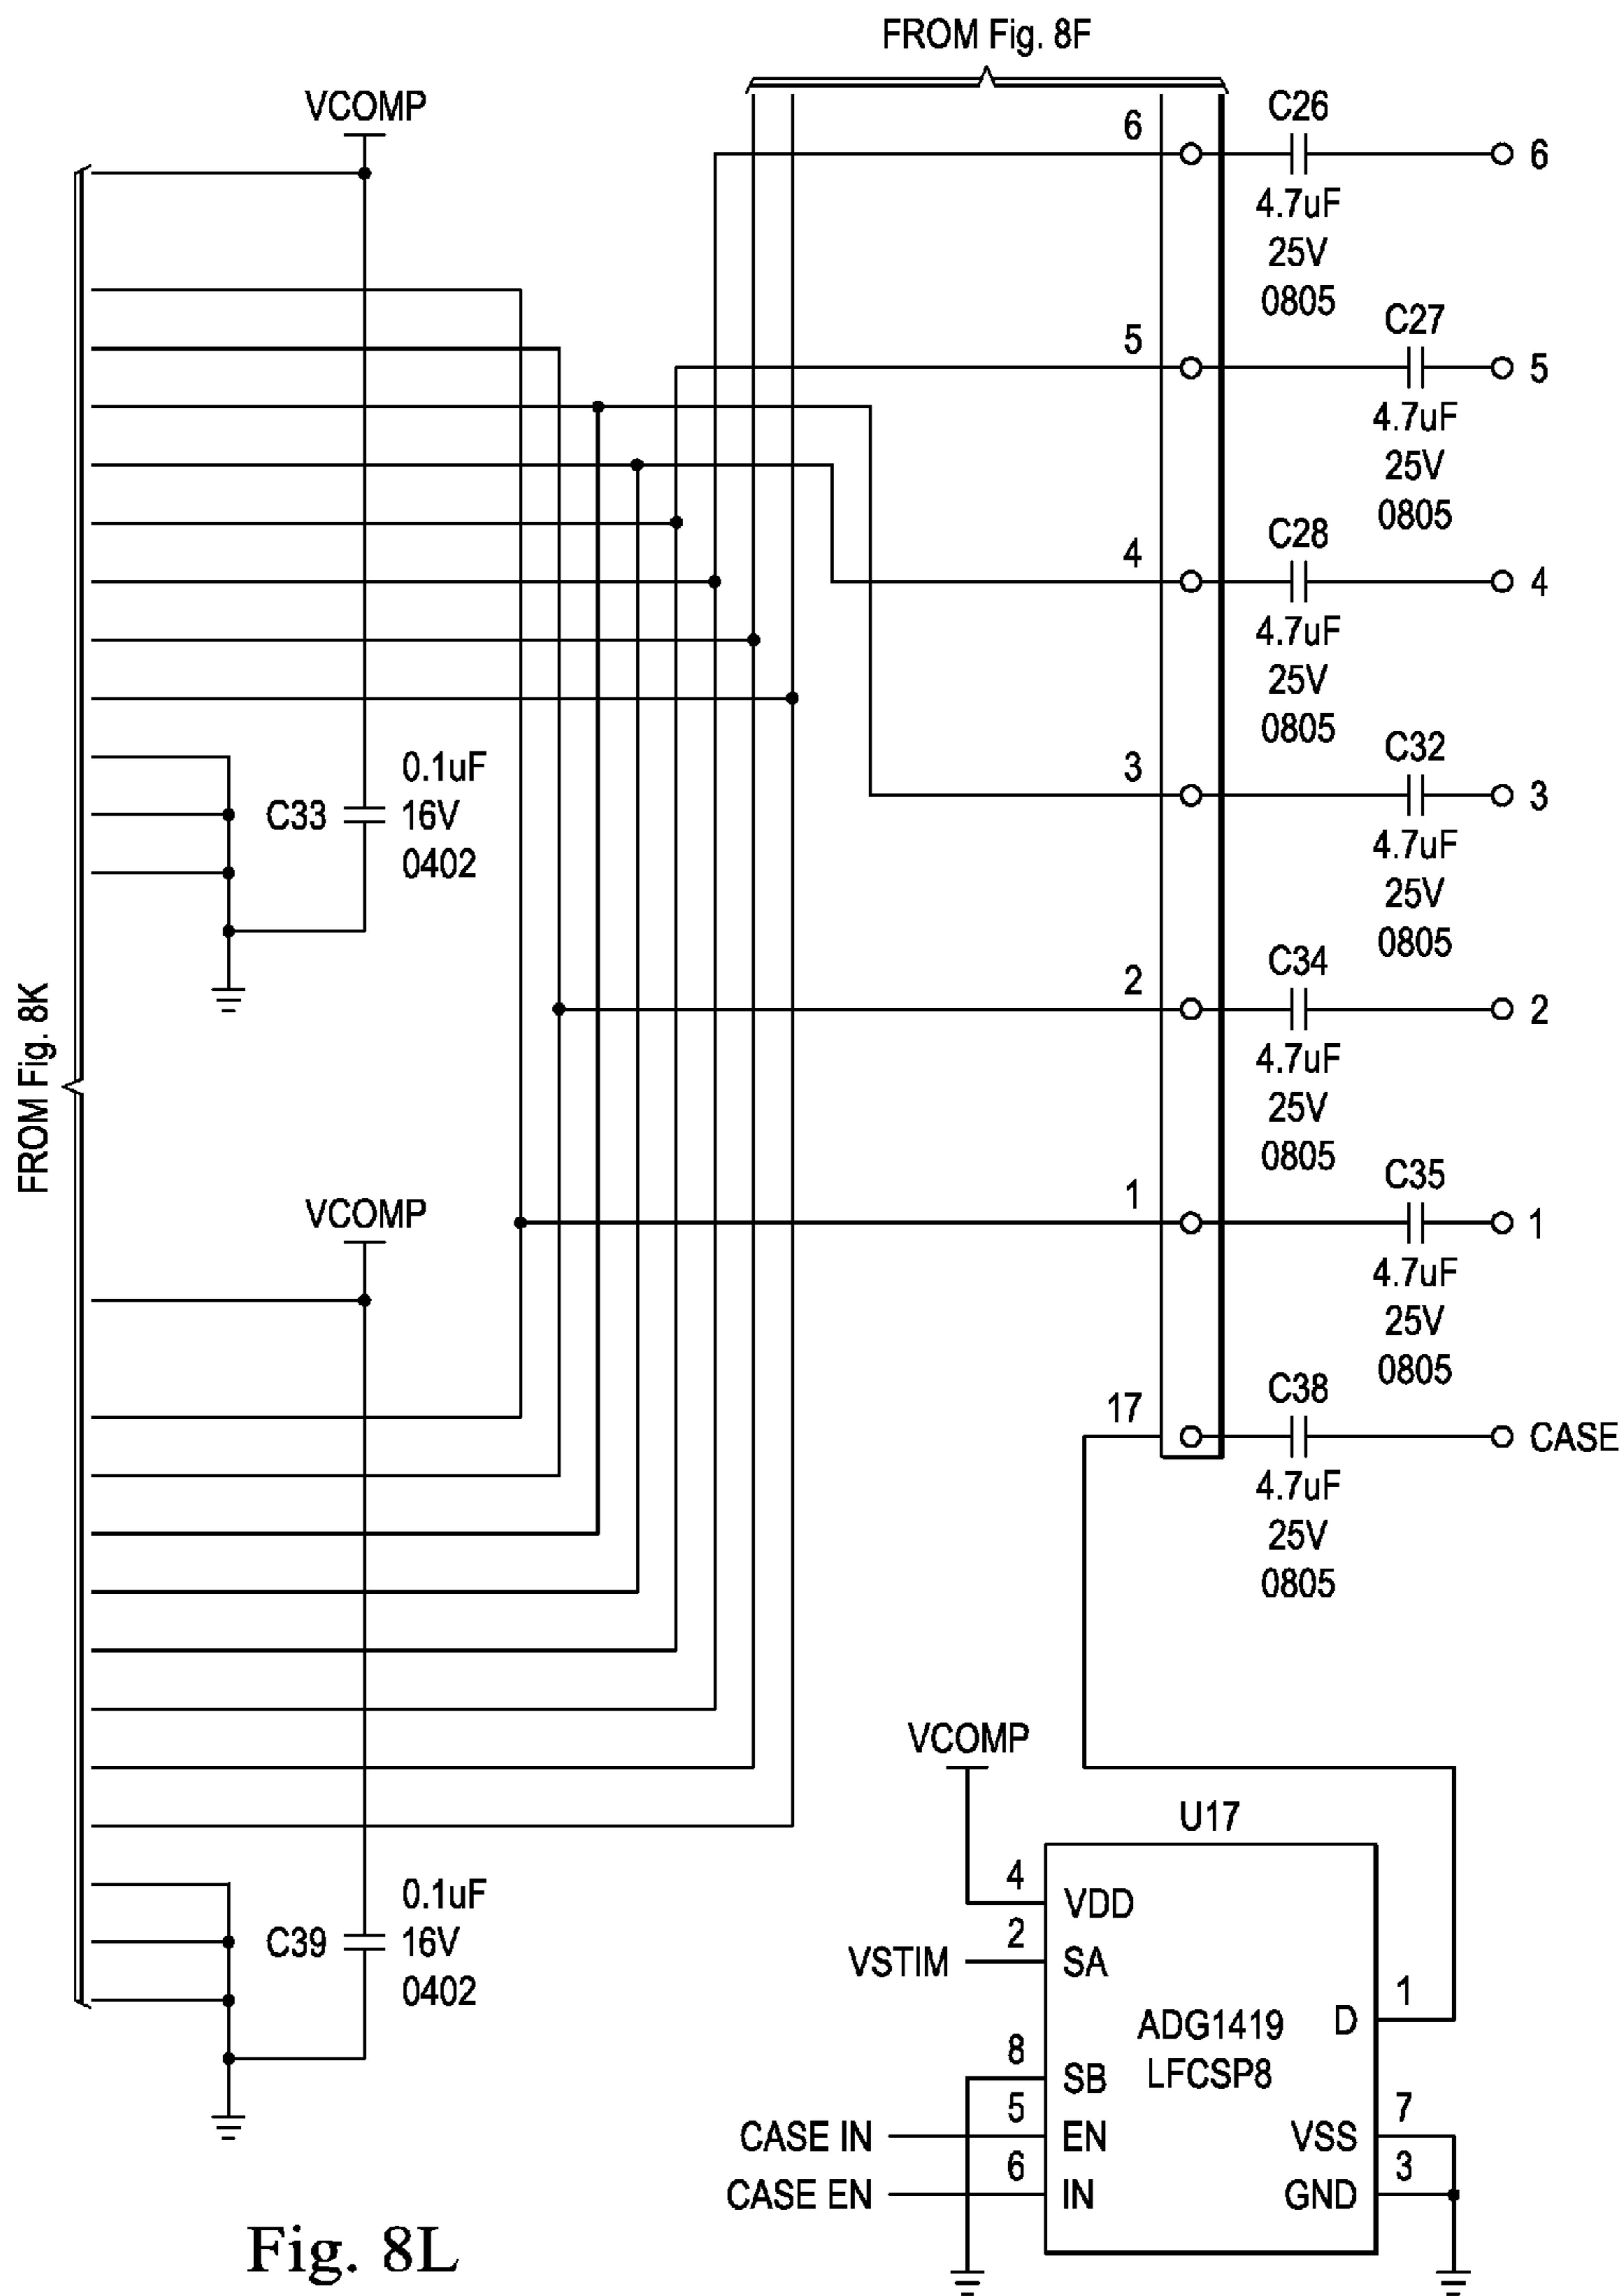 FROM Fig. 8F
VCOMP
6
C26
4.7uF
25V
0805
6
5
C27
4.7uF
25V
0805
5
4
C28
4.7uF
25V
0805
4
3
C32
4.7uF
25V
0805
3
C33
0.1uF
16V
0402
2
C34
4.7uF
25V
0805
2
FROM Fig. 8K
1
C35
4.7uF
25V
0805
1
VCOMP
17
C38
4.7uF
25V
0805
CASE
C39
0.1uF
16V
0402
VCOMP
U17
4
VDD
2
VSTIM
SA
8
SB
5
CASE IN
EN
6
CASE EN
IN
ADG1419
LFCSP8
1
D
7
VSS
3
GND
Fig. 8L